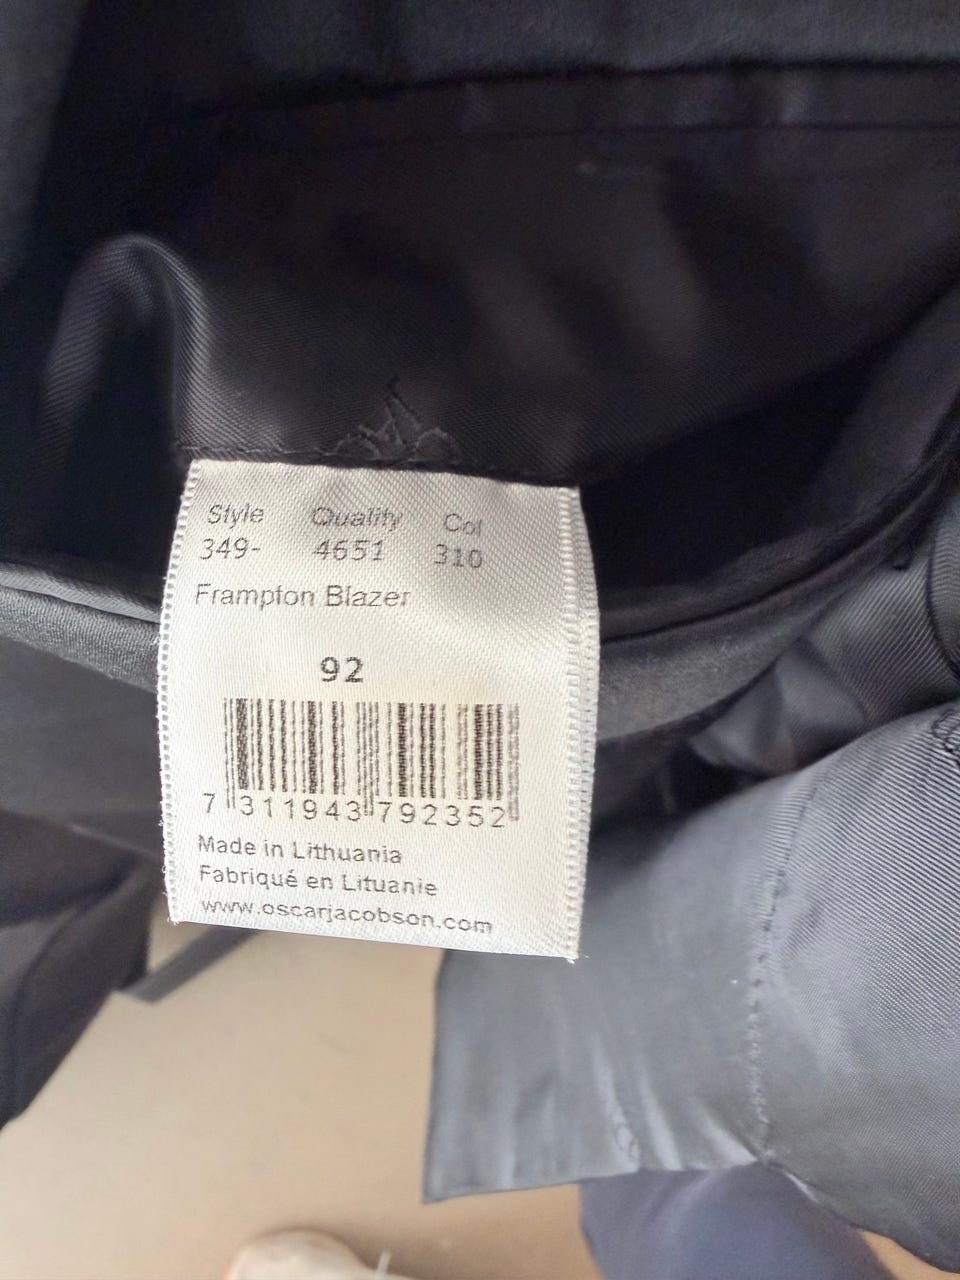 Style Quality Col
349- 4651 310
Frampton Blazer
92
7 311943 792352
Made in Lithuania
Fabriqué en Lituanie
www.oscarjacobson.com